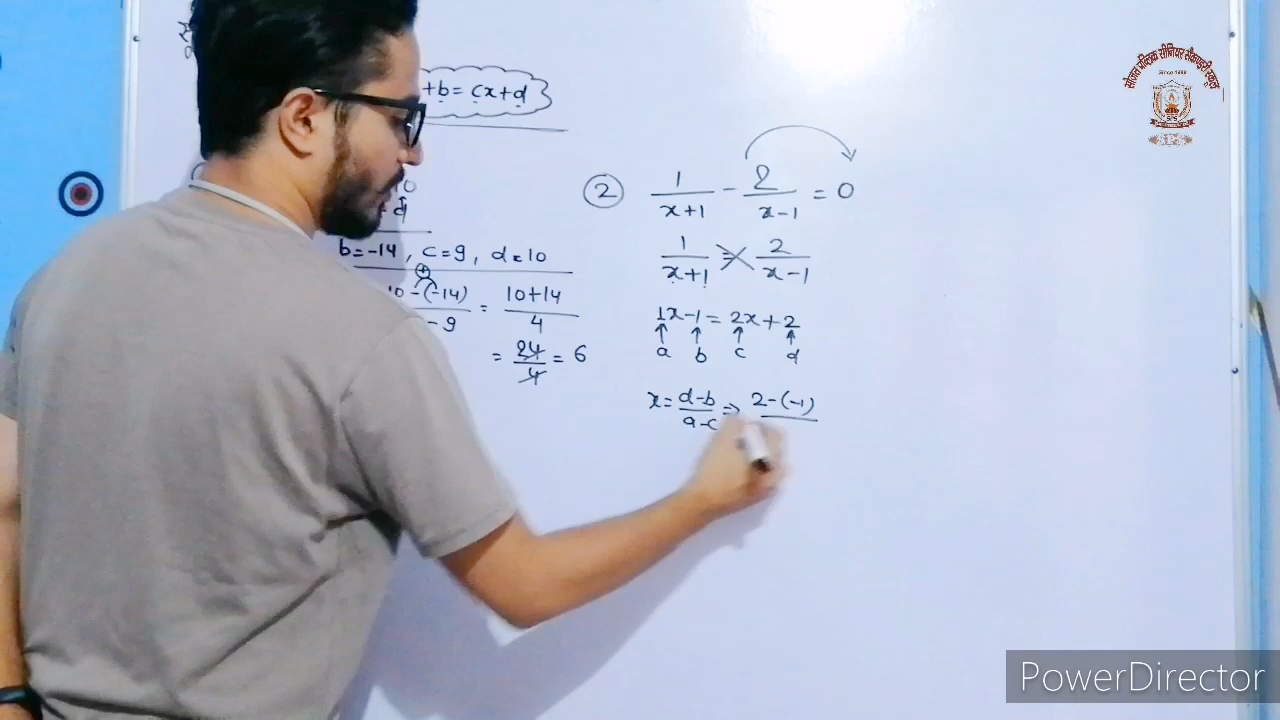 +b = cx+d
b=-14, c=9, d=10
10-(-14) = 10+14
-9 4
= 24/4 = 6
② 1/(x+1) - 2/(x-1) = 0
1/(x+1) = 2/(x-1)
1x-1 = 2x+2
a b c d
x = (d-b)/(a-c) ⇒ 2-(-1)
PowerDirector